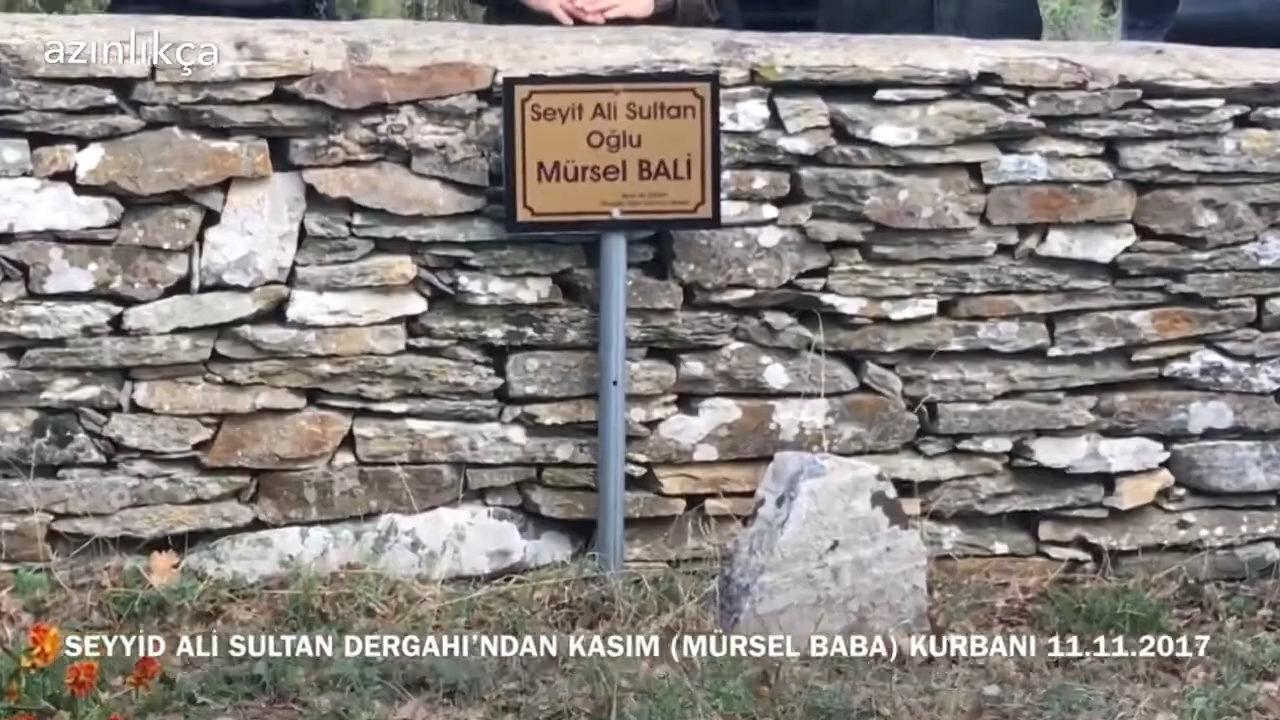 azınlıkça
Seyit Ali Sultan
Oğlu
Mürsel BALİ
SEYYİD ALİ SULTAN DERGAHI'NDAN KASIM (MÜRSEL BABA) KURBANI 11.11.2017